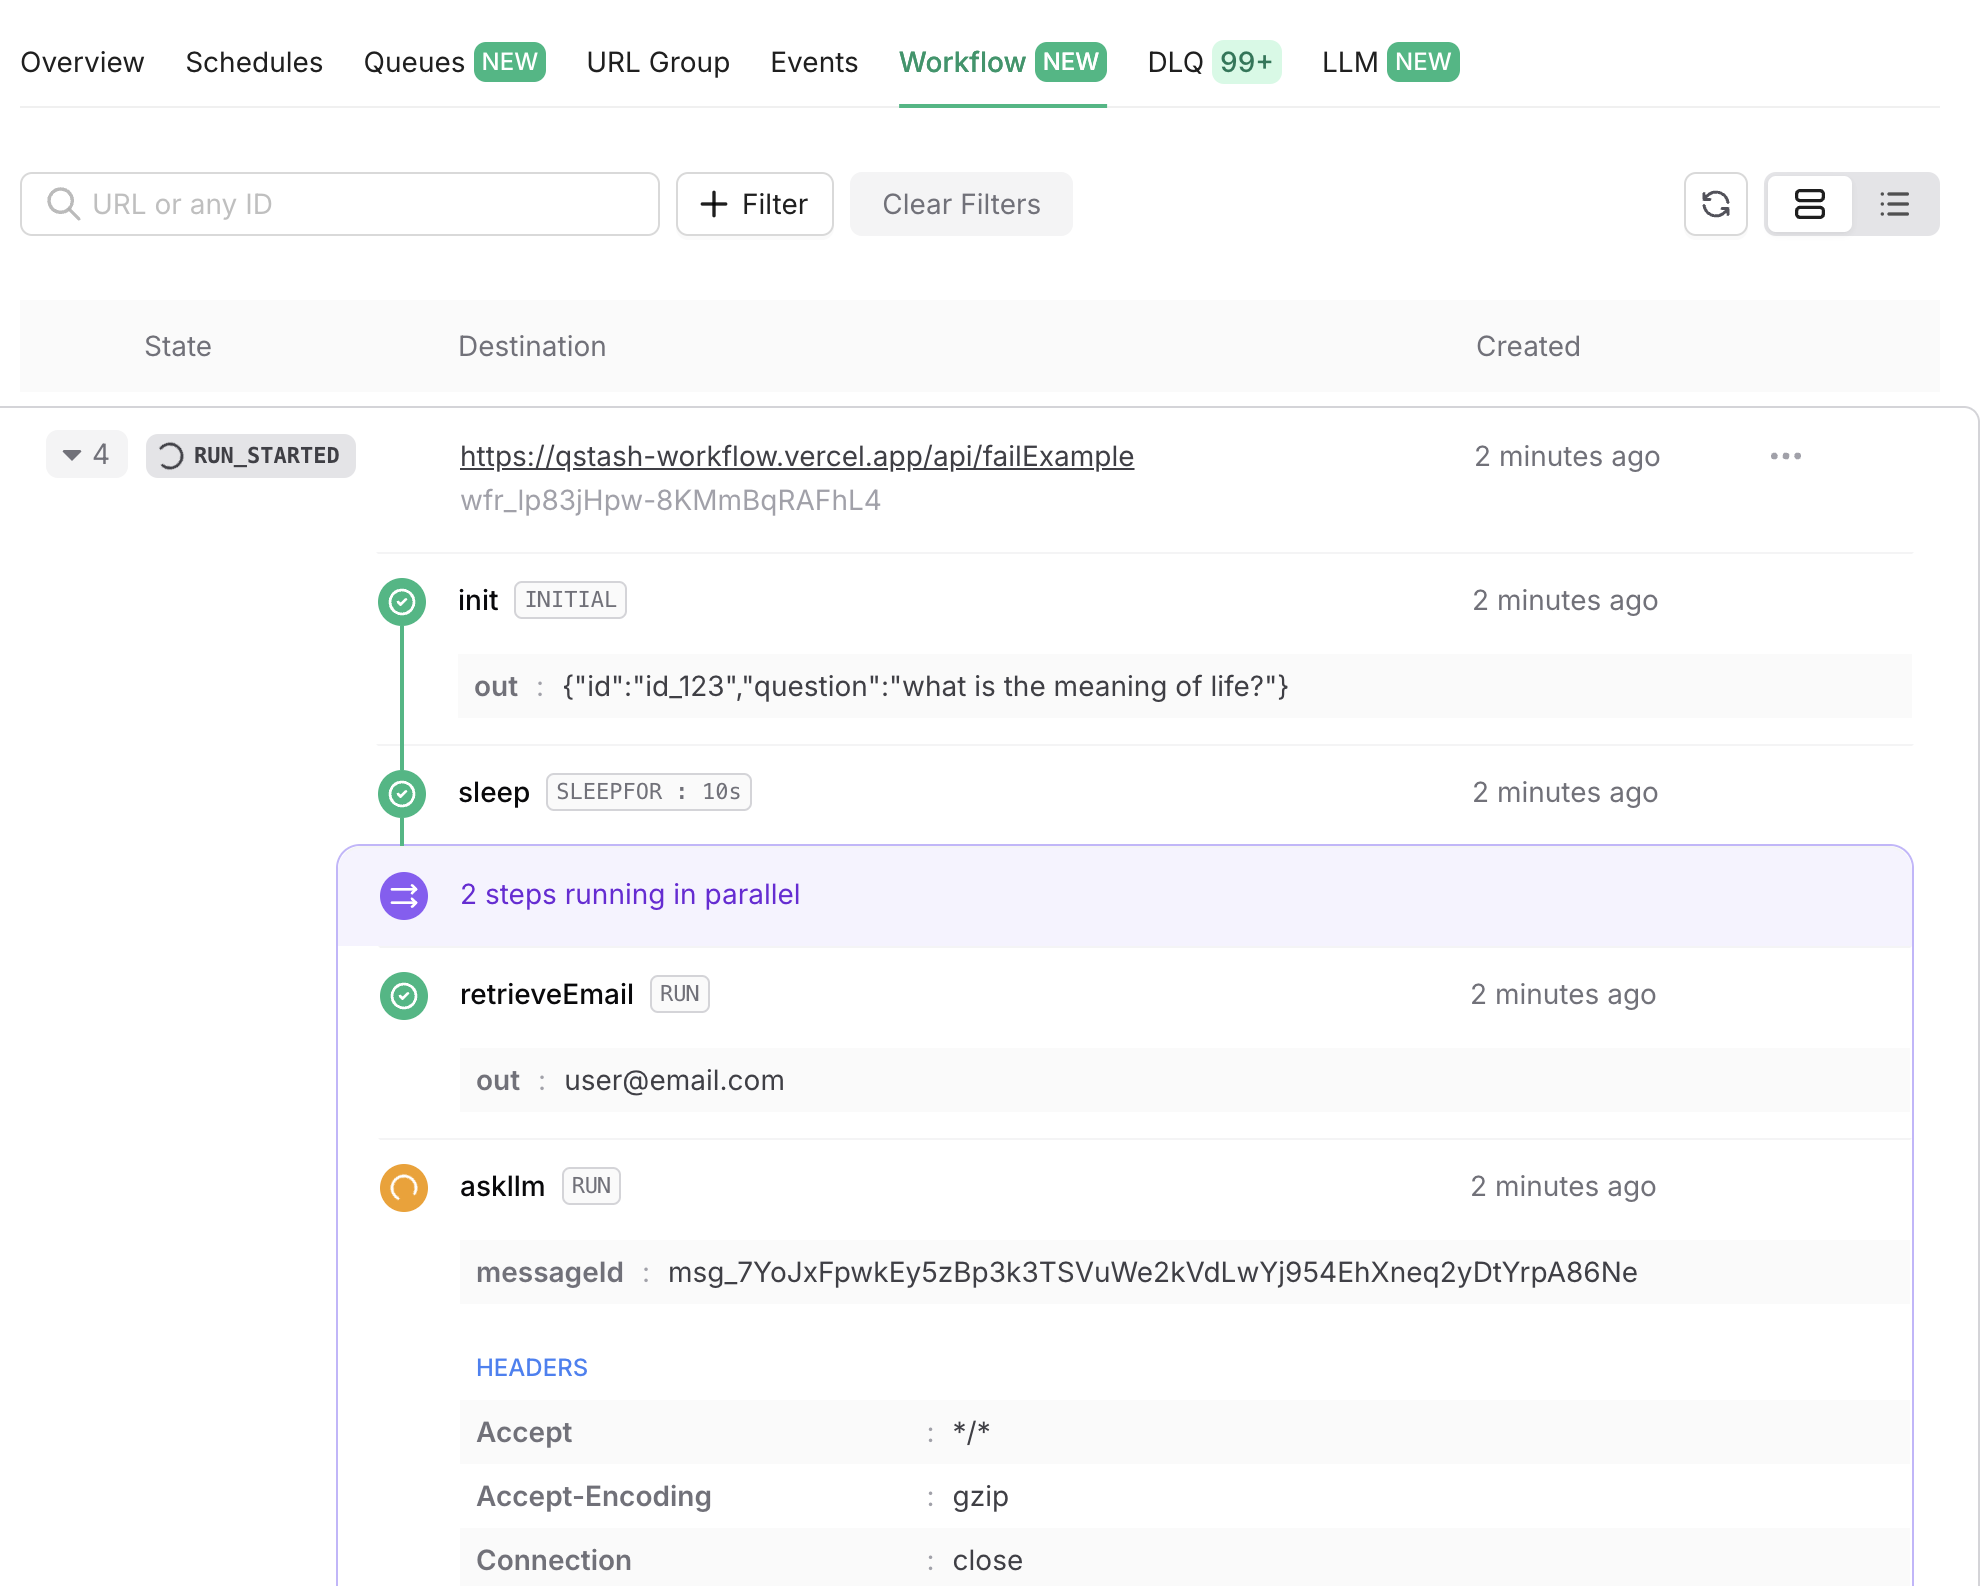 Overview Schedules Queues NEW URL Group Events Workflow NEW DLQ 99+ LLM NEW
URL or any ID Filter Clear Filters
State Destination Created
4 RUN_STARTED https://qstash-workflow.vercel.app/api/failExample 2 minutes ago
wfr_lp83jHpw-8KMmBqRAFhL4
init INITIAL 2 minutes ago
out : {"id":"id_123","question":"what is the meaning of life?"}
sleep SLEEPFOR : 10s 2 minutes ago
2 steps running in parallel
retrieveEmail RUN 2 minutes ago
out : user@email.com
askllm RUN 2 minutes ago
messageId : msg_7YoJxFpwkEy5zBp3k3TSVuWe2kVdLwYj954EhXneq2yDtYrpA86Ne
HEADERS
Accept : */*
Accept-Encoding : gzip
Connection : close